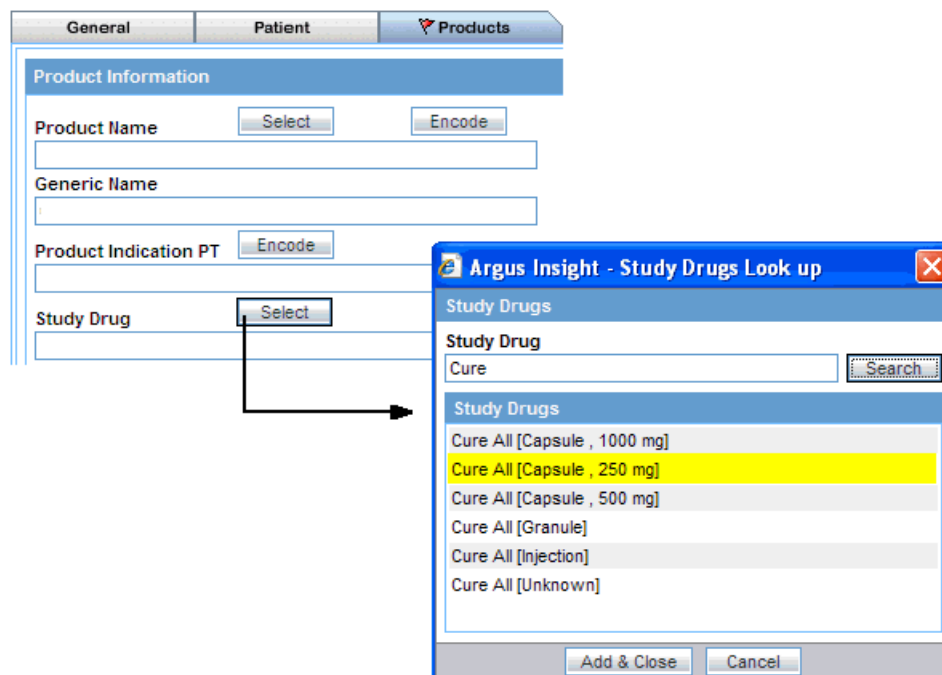 General Patient Products
Product Information
Product Name Select Encode
Generic Name
Product Indication PT Encode
Study Drug Select
Argus Insight - Study Drugs Look up
Study Drugs
Study Drug
Cure Search
Study Drugs
Cure All [Capsule , 1000 mg]
Cure All [Capsule , 250 mg]
Cure All [Capsule , 500 mg]
Cure All [Granule]
Cure All [Injection]
Cure All [Unknown]
Add & Close Cancel